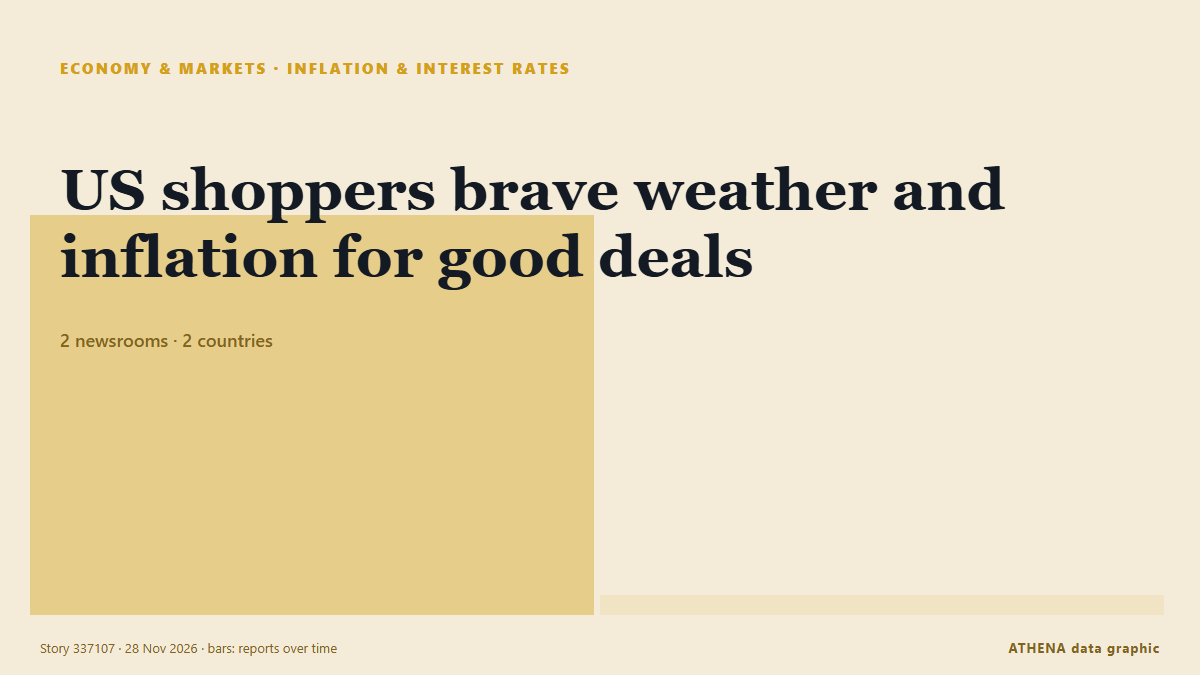 ECONOMY & MARKETS · INFLATION & INTEREST RATES
US shoppers brave weather and
inflation for good deals
2 newsrooms · 2 countries
Story 337107 · 28 Nov 2026 · bars: reports over time
ATHENA data graphic